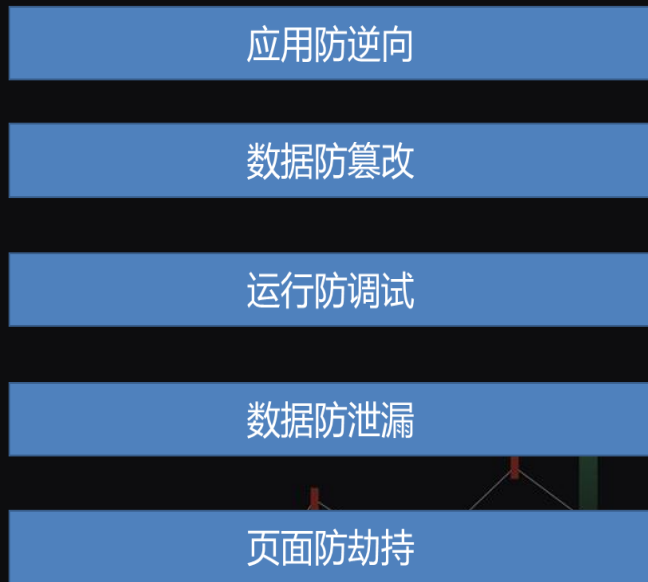 应用防逆向
数据防篡改
运行防调试
数据防泄漏
页面防劫持